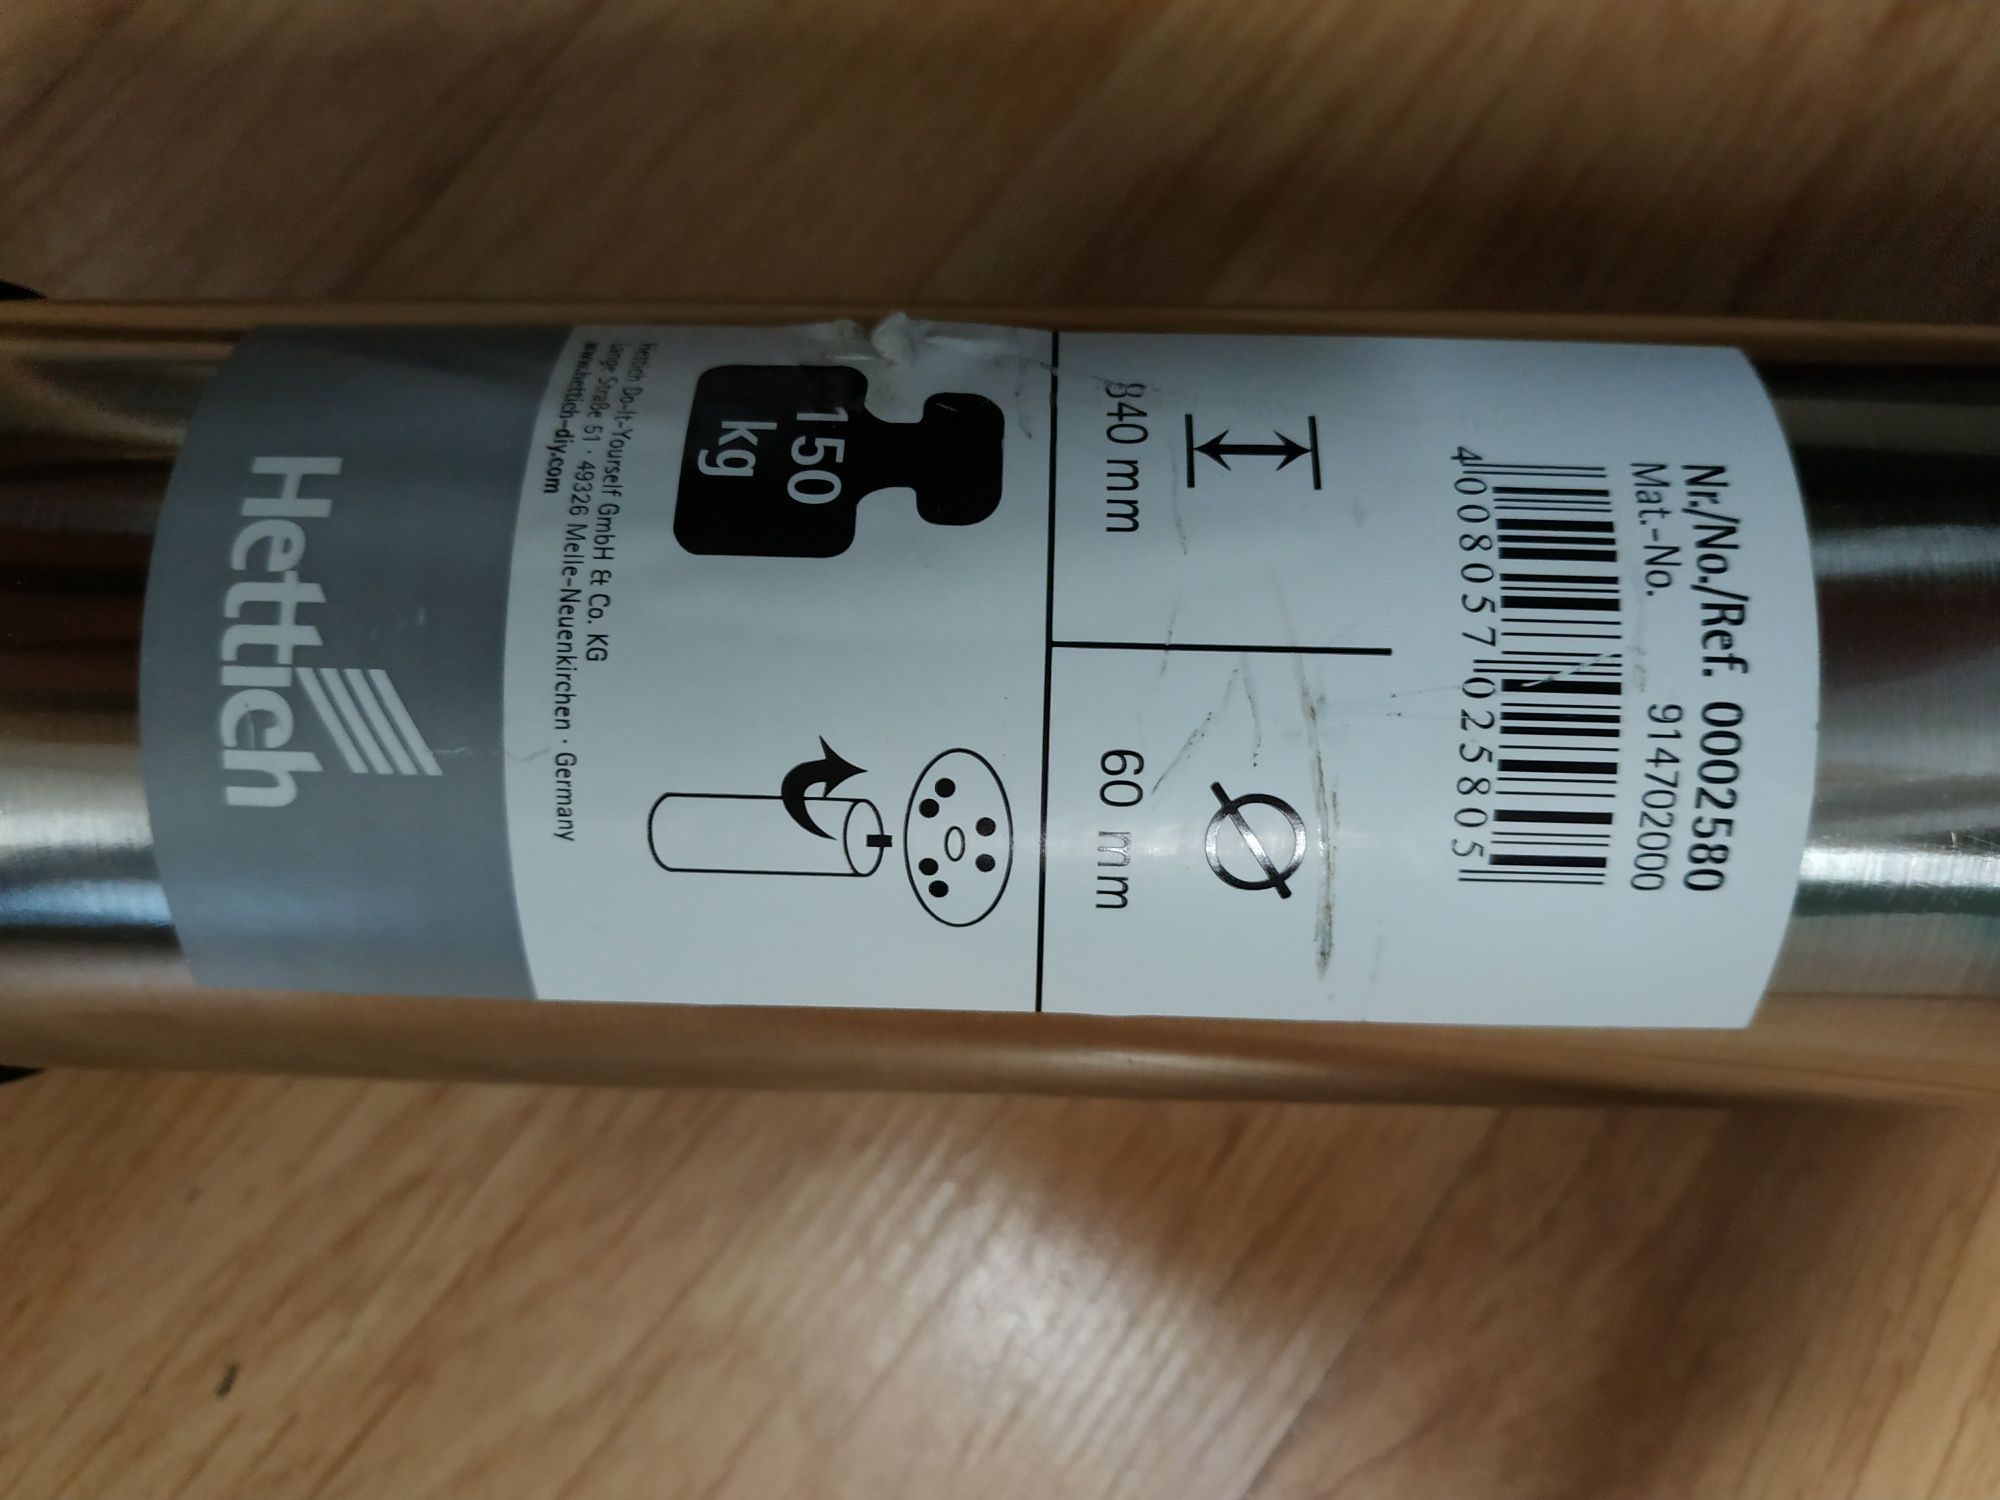 Nr./No./Ref. 0002580
Mat.-No. 914702000
4 008057 025805
840 mm
60 mm
150
kg
Hettich Do-It-Yourself GmbH & Co. KG
Lange Straße 51 · 49326 Melle-Neuenkirchen · Germany
www.hettich-diy.com
Hettich